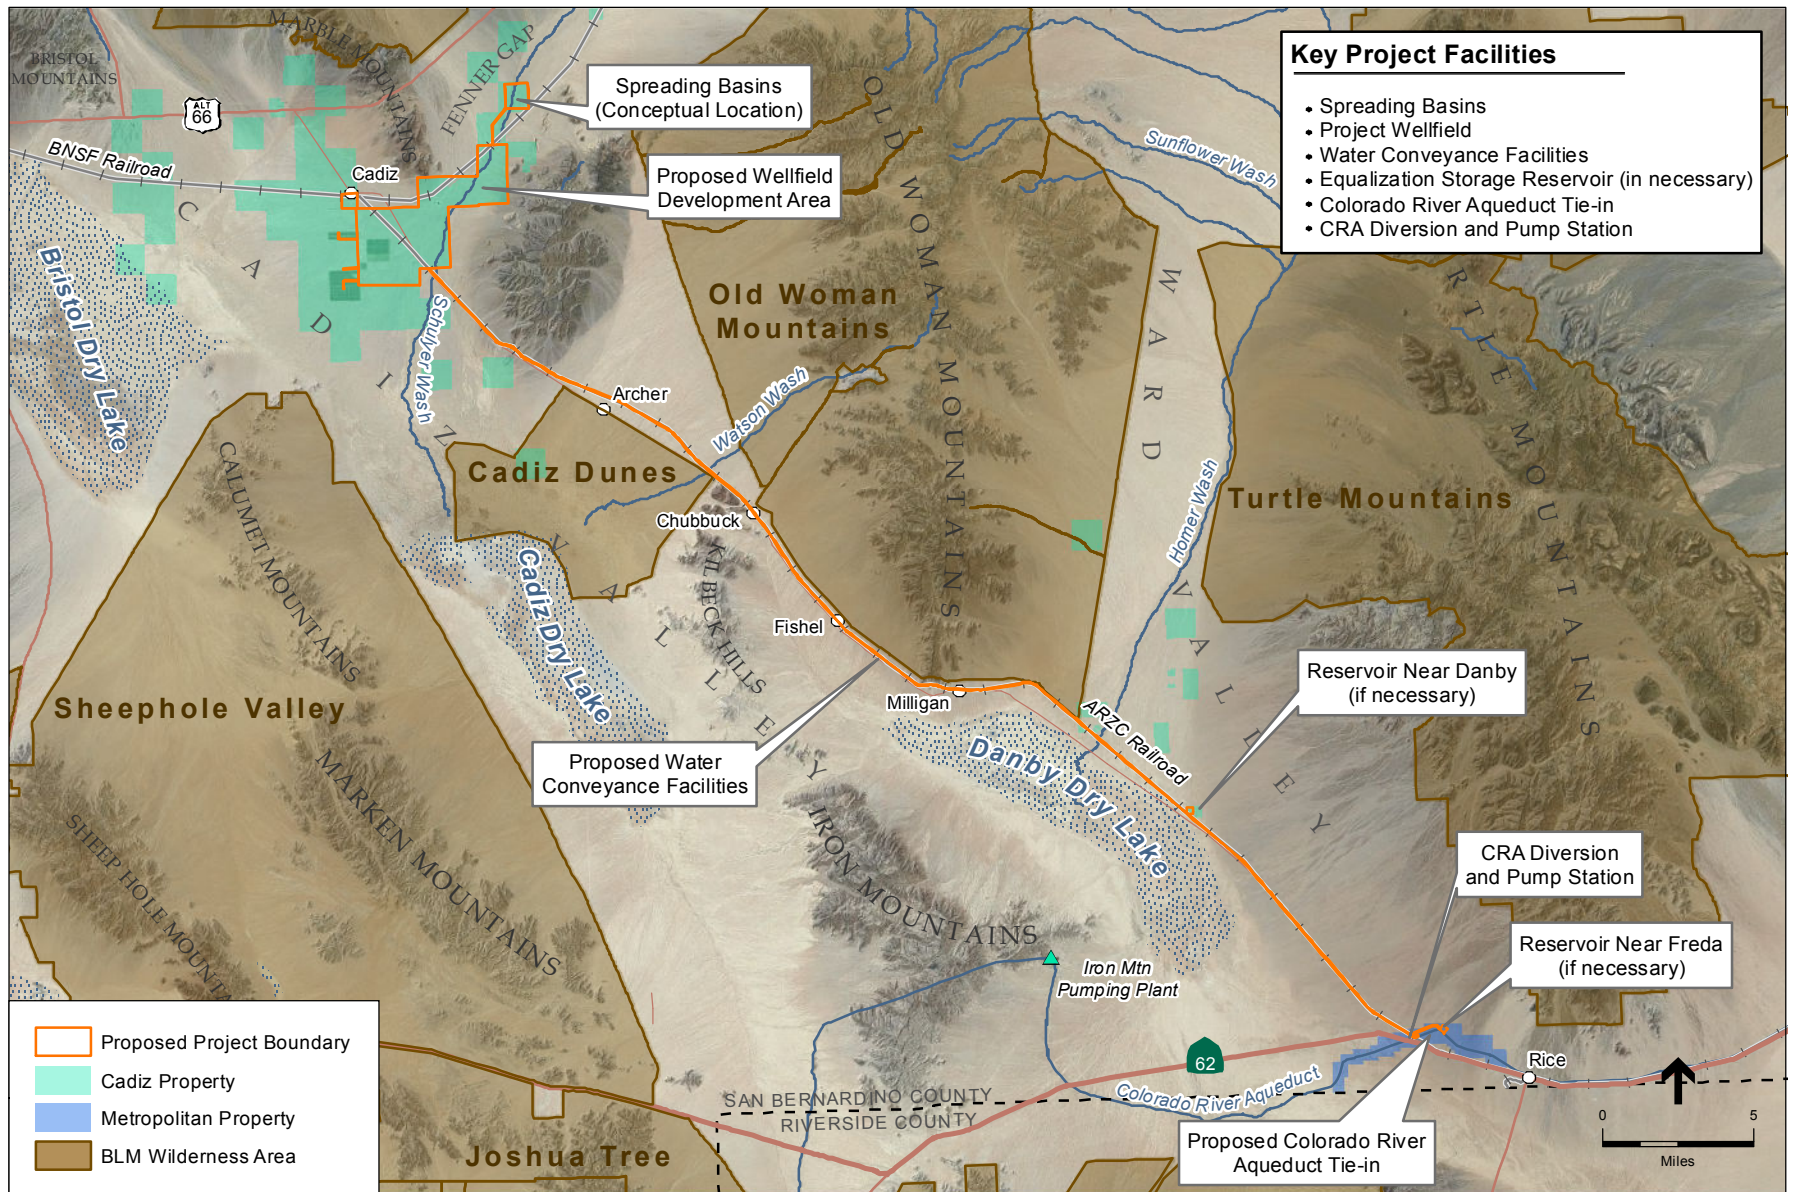 Key Project Facilities
• Spreading Basins
• Project Wellfield
• Water Conveyance Facilities
• Equalization Storage Reservoir (in necessary)
• Colorado River Aqueduct Tie-in
• CRA Diversion and Pump Station
BRISTOL
MOUNTAINS
MARBLE MOUNTAINS
FENNER GAP
ALT
66
BNSF Railroad
Cadiz
Spreading Basins
(Conceptual Location)
Proposed Wellfield
Development Area
OLD WOMAN MOUNTAINS
Sunflower Wash
Bristol Dry Lake
CADIZ VALLEY
Schulyer Wash
Old Woman
Mountains
WARD VALLEY
RTLE MOUNTAINS
Archer
Watson Wash
Cadiz Dunes
CALUMET MOUNTAINS
Chubbuck
Homer Wash
Turtle Mountains
Cadiz Dry Lake
KILBECK HILLS
Fishel
Milligan
Sheephole Valley
Reservoir Near Danby
(if necessary)
ARZC Railroad
Danby Dry Lake
Proposed Water
Conveyance Facilities
MARKEN MOUNTAINS
SHEEP HOLE MOUNTA
IRON MOUNTAINS
CRA Diversion
and Pump Station
Reservoir Near Freda
(if necessary)
Iron Mtn
Pumping Plant
62
Rice
Colorado River Aqueduct
SAN BERNARDINO COUNTY
RIVERSIDE COUNTY
Proposed Colorado River
Aqueduct Tie-in
Joshua Tree
0 5
Miles
Proposed Project Boundary
Cadiz Property
Metropolitan Property
BLM Wilderness Area